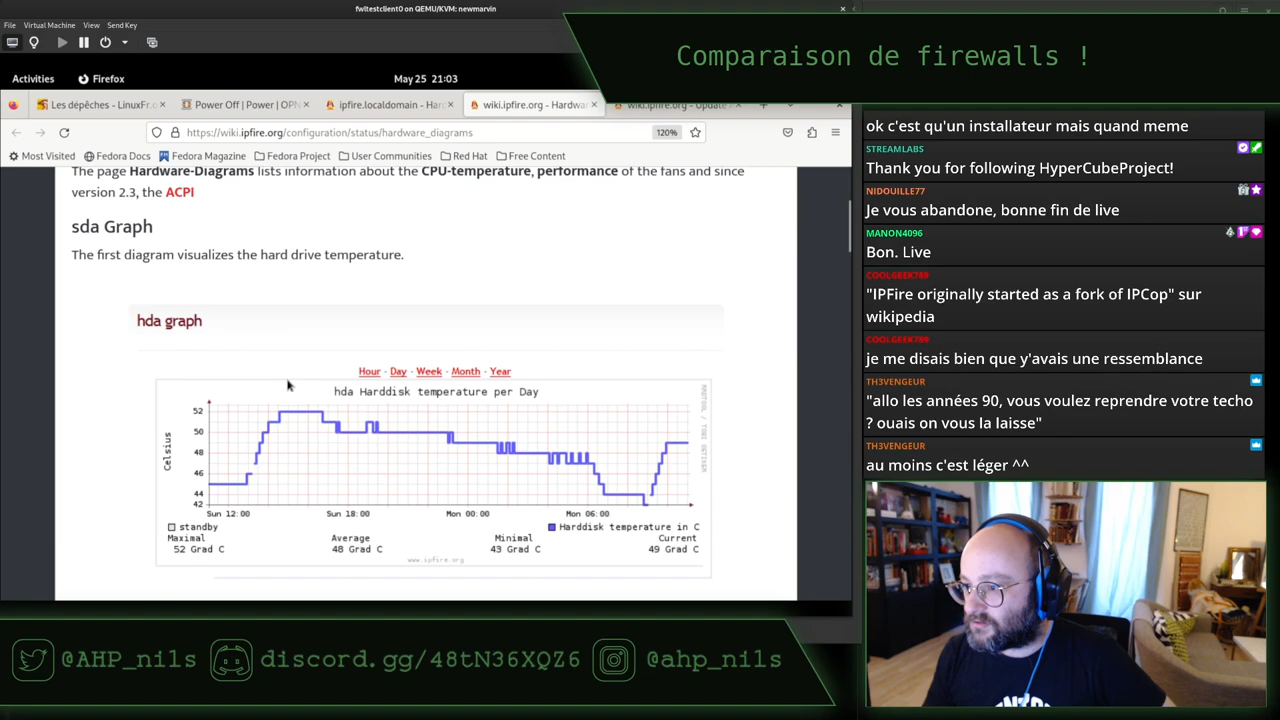 fwltestclient0 on QEMU/KVM: newmarvin
File Virtual Machine View Send Key
Comparaison de firewalls !
Activities Firefox May 25 21:03
Les dépêches - LinuxFr.o
Power Off | Power | OPN
ipfire.localdomain - Hard
wiki.ipfire.org - Hardwa
wiki.ipfire.org - Update
https://wiki.ipfire.org/configuration/status/hardware_diagrams 120%
Most Visited Fedora Docs Fedora Magazine Fedora Project User Communities Red Hat Free Content
The page Hardware-Diagrams lists information about the CPU-temperature, performance of the fans and since
version 2.3, the ACPI
sda Graph
The first diagram visualizes the hard drive temperature.
hda graph
Hour - Day - Week - Month - Year
hda Harddisk temperature per Day
Celsius
52
50
48
46
44
42
Sun 12:00 Sun 18:00 Mon 00:00 Mon 06:00
standby Harddisk temperature in C
Maximal Average Minimal Current
52 Grad C 48 Grad C 43 Grad C 49 Grad C
www.ipfire.org
ok c'est qu'un installateur mais quand meme
STREAMLABS
Thank you for following HyperCubeProject!
NIDOUILLE77
Je vous abandone, bonne fin de live
MANON4096
Bon. Live
COOLGEEK789
"IPFire originally started as a fork of IPCop" sur
wikipedia
COOLGEEK789
je me disais bien que y'avais une ressemblance
TH3VENGEUR
"allo les années 90, vous voulez reprendre votre techo
? ouais on vous la laisse"
TH3VENGEUR
au moins c'est léger ^^
@AHP_nils discord.gg/48tN36XQZ6 @ahp_nils